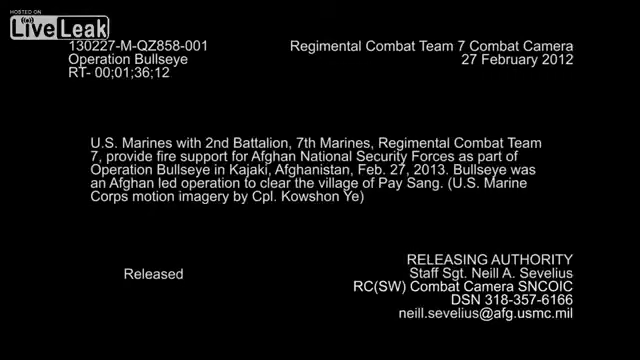 HOSTED ON
LiveLeak
130227-M-QZ858-001
Operation Bullseye
RT- 00;01;36;12
Regimental Combat Team 7 Combat Camera
27 February 2012
U.S. Marines with 2nd Battalion, 7th Marines, Regimental Combat Team
7, provide fire support for Afghan National Security Forces as part of
Operation Bullseye in Kajaki, Afghanistan, Feb. 27, 2013. Bullseye was
an Afghan led operation to clear the village of Pay Sang. (U.S. Marine
Corps motion imagery by Cpl. Kowshon Ye)
Released
RELEASING AUTHORITY
Staff Sgt. Neill A. Sevelius
RC(SW) Combat Camera SNCOIC
DSN 318-357-6166
neill.sevelius@afg.usmc.mil